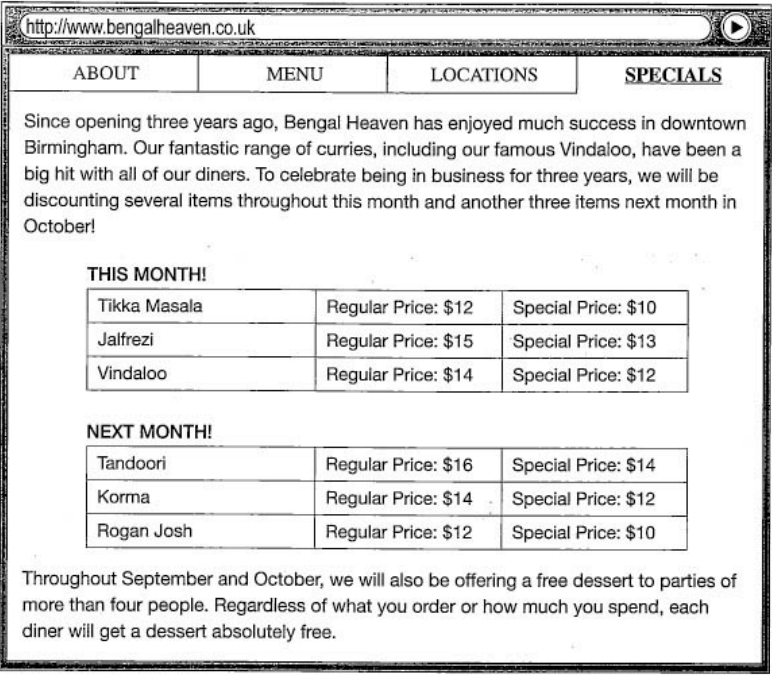 http://www.bengalheaven.co.uk
ABOUT MENU LOCATIONS SPECIALS
Since opening three years ago, Bengal Heaven has enjoyed much success in downtown
Birmingham. Our fantastic range of curries, including our famous Vindaloo, have been a
big hit with all of our diners. To celebrate being in business for three years, we will be
discounting several items throughout this month and another three items next month in
October!
THIS MONTH!
Tikka Masala Regular Price: $12 Special Price: $10
Jalfrezi Regular Price: $15 Special Price: $13
Vindaloo Regular Price: $14 Special Price: $12
NEXT MONTH!
Tandoori Regular Price: $16 Special Price: $14
Korma Regular Price: $14 Special Price: $12
Rogan Josh Regular Price: $12 Special Price: $10
Throughout September and October, we will also be offering a free dessert to parties of
more than four people. Regardless of what you order or how much you spend, each
diner will get a dessert absolutely free.